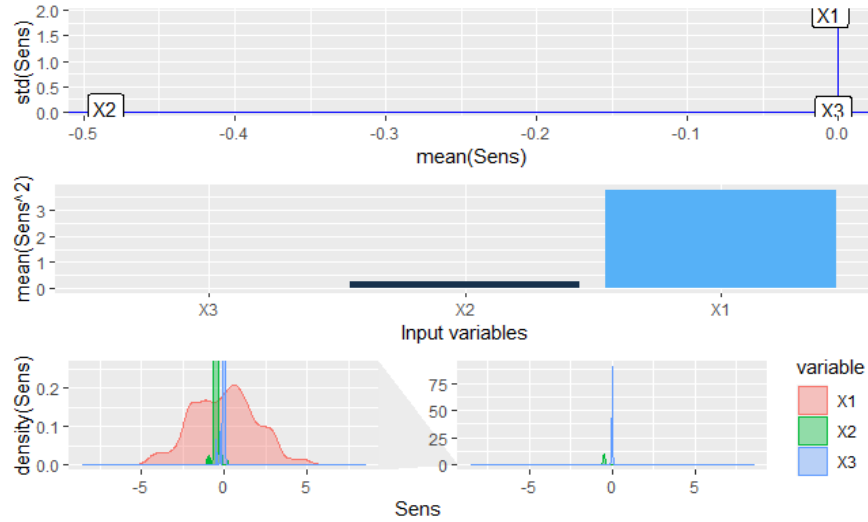 std(Sens)
2.0
1.5
1.0
0.5
0.0
X1
X2
X3
-0.5 -0.4 -0.3 -0.2 -0.1 0.0
mean(Sens)
mean(Sens^2)
3
2
1
0
X3 X2 X1
Input variables
density(Sens)
0.2
0.1
0.0
-5 0 5
75
50
25
0
-5 0 5
Sens
variable
X1
X2
X3